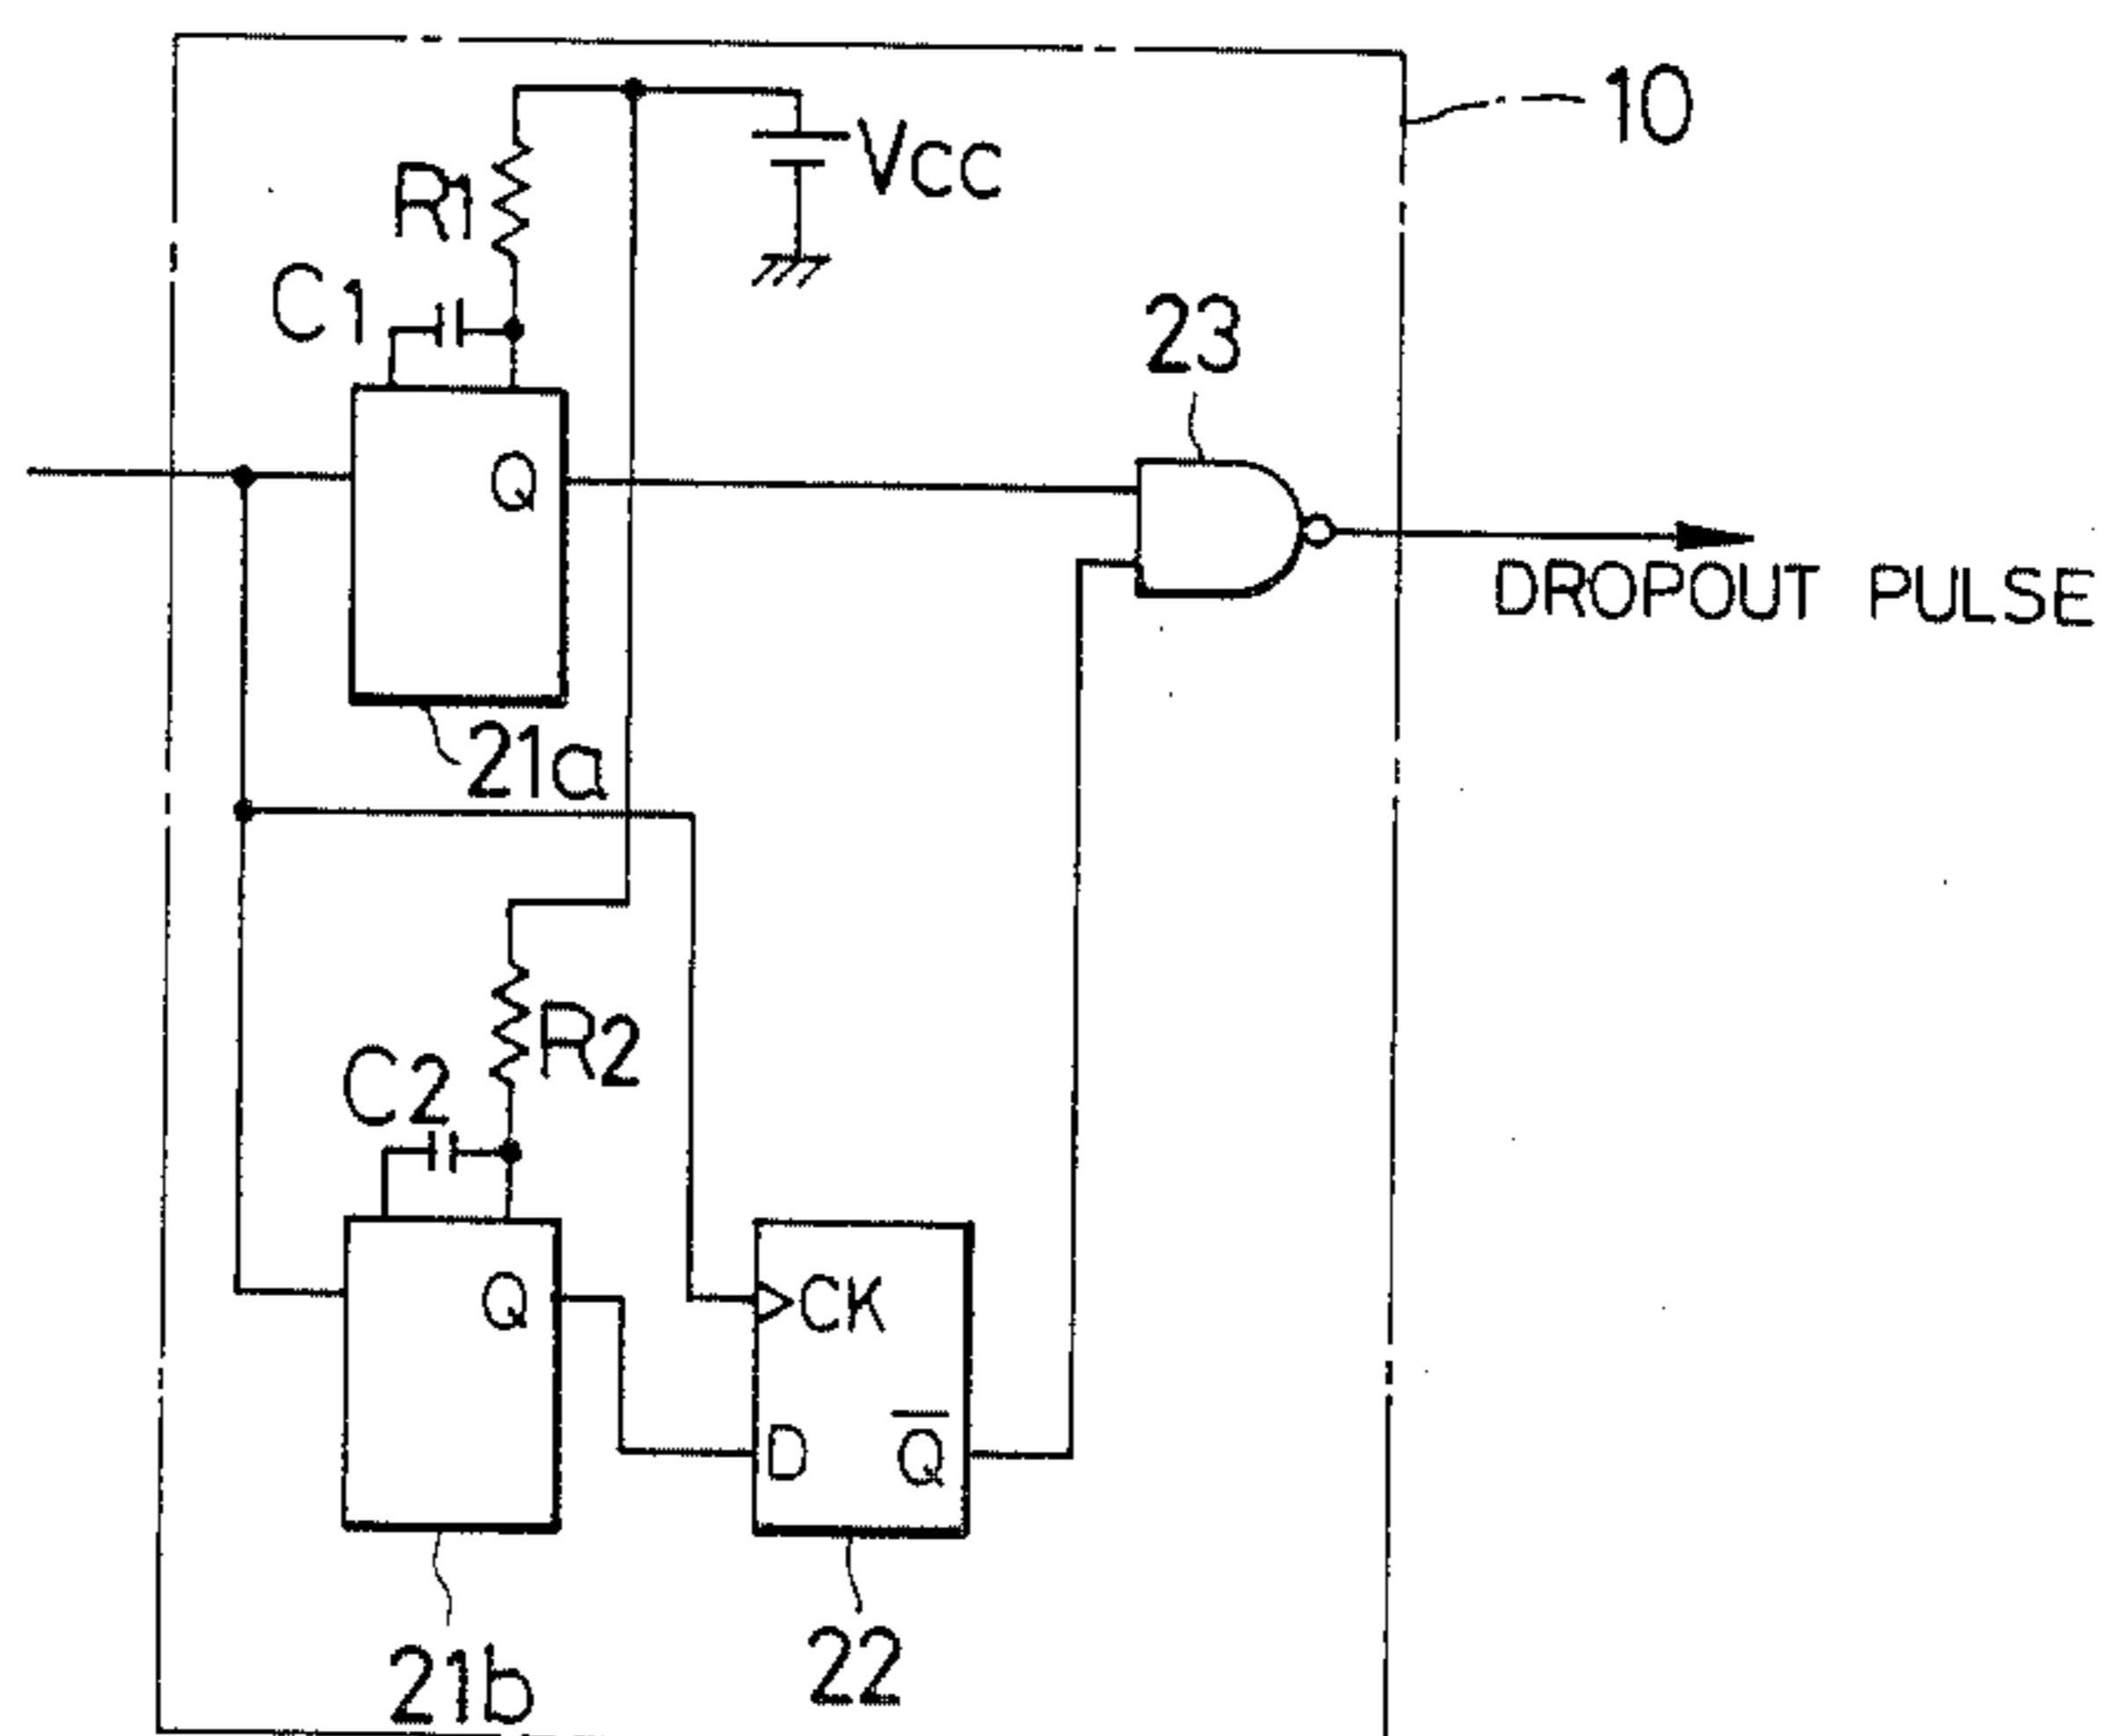 10
R1
VCC
C1
23
Q
DROPOUT PULSE
21a
R2
C2
Q
CK
D
Q̅
21b
22